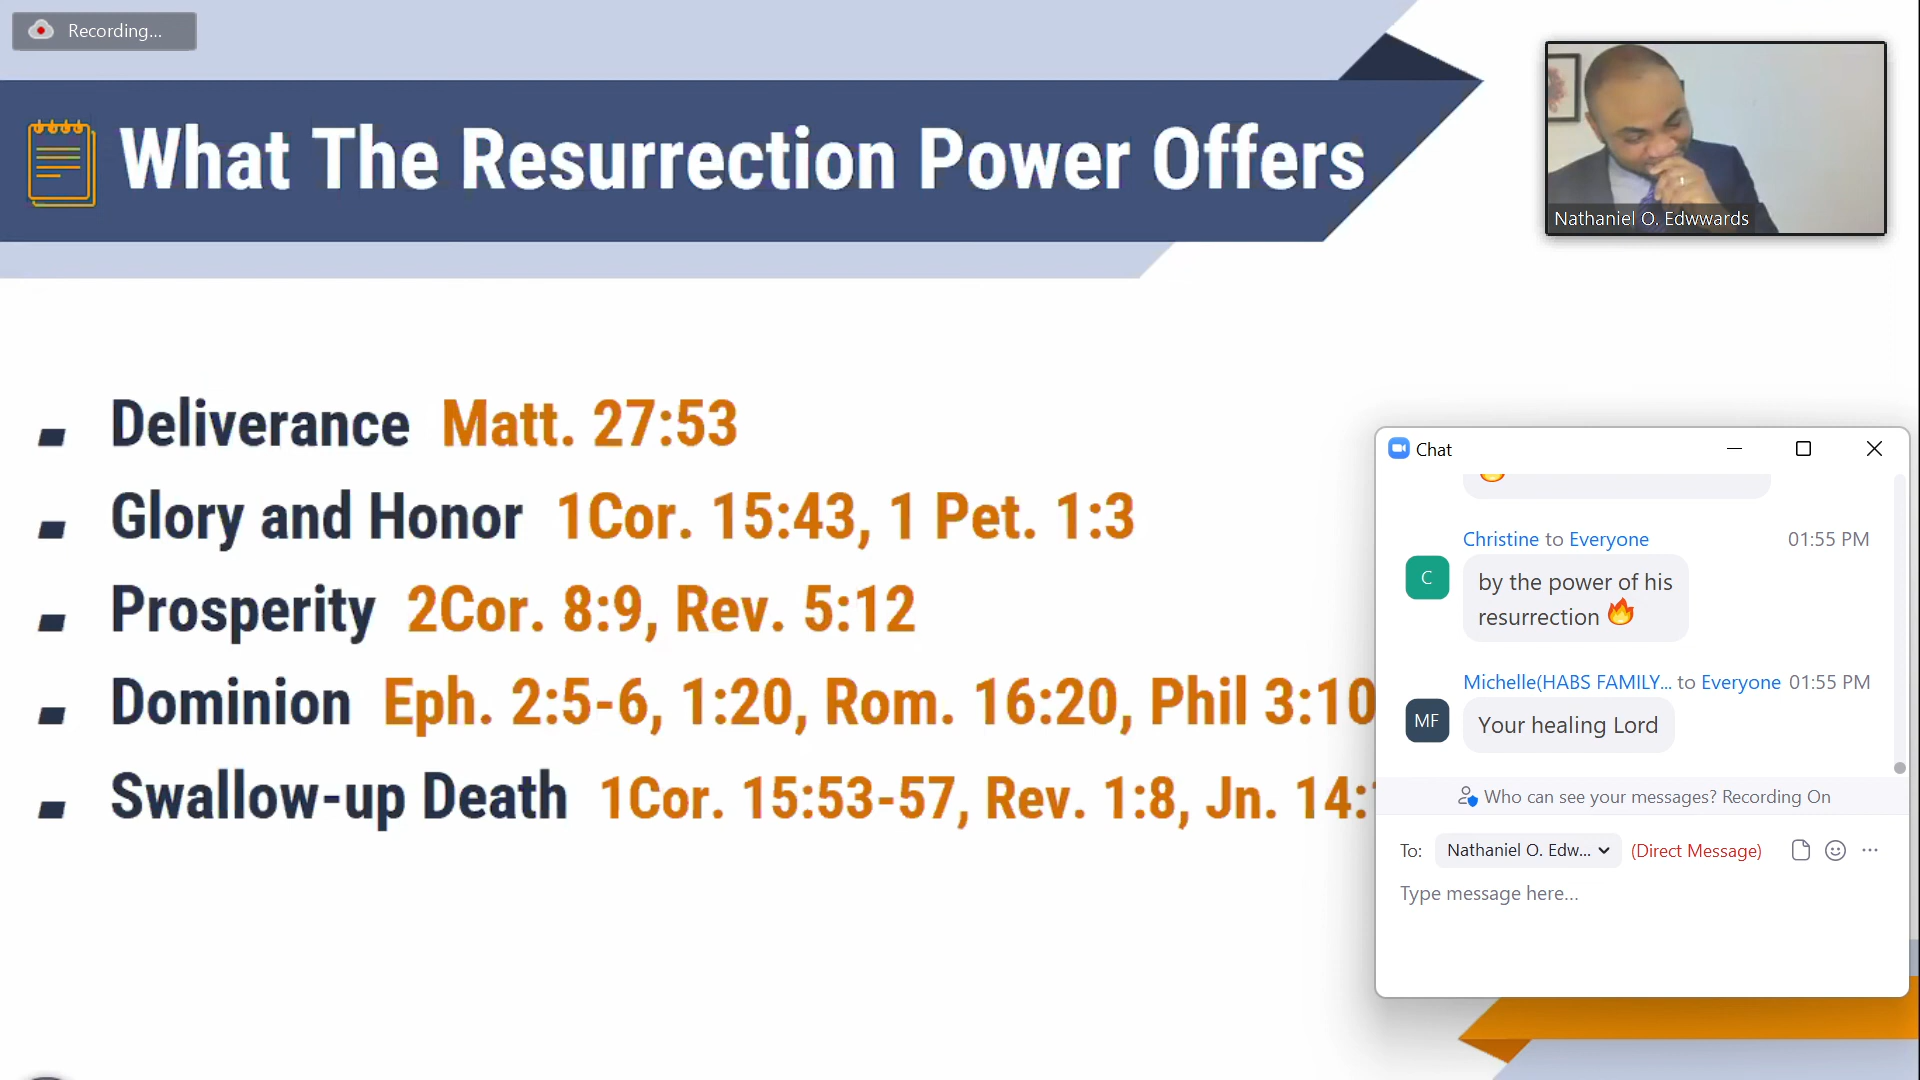 Recording...
What The Resurrection Power Offers
Nathaniel O. Edwwards
Deliverance Matt. 27:53
Glory and Honor 1Cor. 15:43, 1 Pet. 1:3
Prosperity 2Cor. 8:9, Rev. 5:12
Dominion Eph. 2:5-6, 1:20, Rom. 16:20, Phil 3:10
Swallow-up Death 1Cor. 15:53-57, Rev. 1:8, Jn. 14:
Chat
Christine to Everyone 01:55 PM
C
by the power of his
resurrection 🔥
Michelle(HABS FAMILY... to Everyone 01:55 PM
MF
Your healing Lord
Who can see your messages? Recording On
To: Nathaniel O. Edw... (Direct Message)
Type message here...